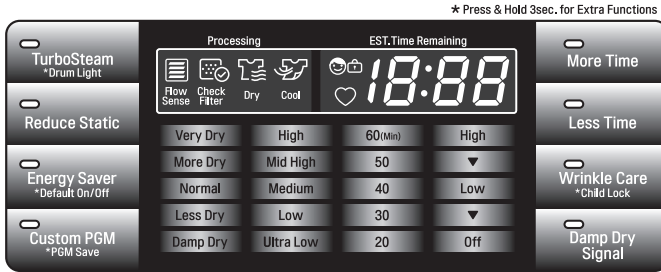 * Press & Hold 3sec. for Extra Functions
TurboSteam
*Drum Light
Reduce Static
Energy Saver
*Default On/Off
Custom PGM
*PGM Save
Processing
EST.Time Remaining
18:88
Flow Sense
Check Filter
Dry
Cool
Very Dry High 60(Min) High
More Dry Mid High 50 ▼
Normal Medium 40 Low
Less Dry Low 30 ▼
Damp Dry Ultra Low 20 Off
More Time
Less Time
Wrinkle Care
*Child Lock
Damp Dry
Signal